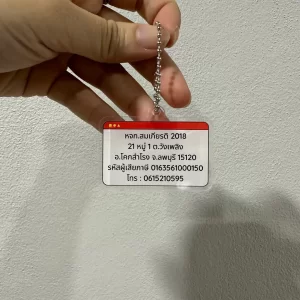 หจก.สมเกียรติ 2018
21 หมู่ 1 ต.วังเพลิง
อ.โคกสำโรง จ.ลพบุรี 15120
รหัสผู้เสียภาษี 0163561000150
โทร : 0615210595